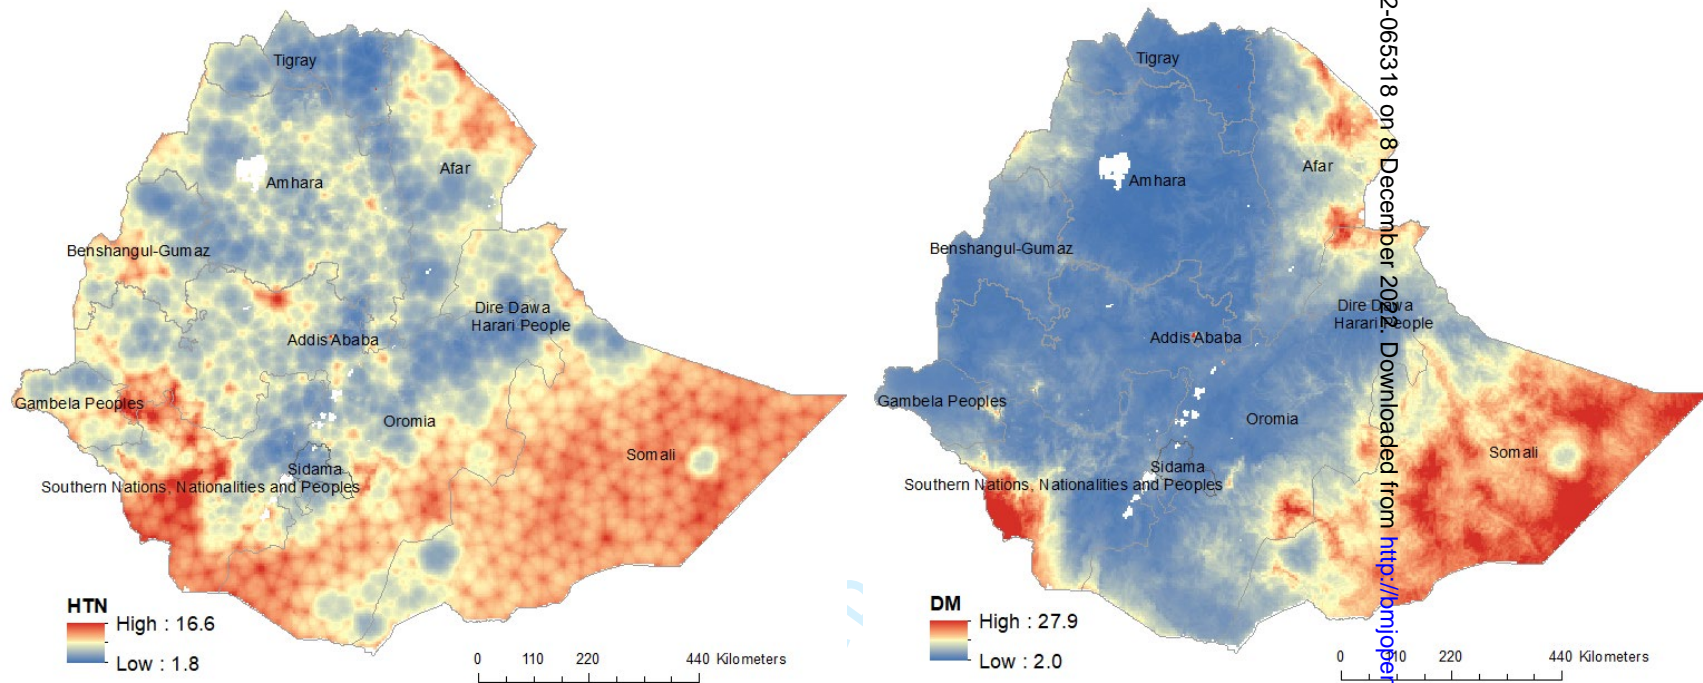 Tigray
Afar
Amhara
Benshangul-Gumaz
Dire Dawa
Harari People
Addis Ababa
Gambela Peoples
Oromia
Somali
Sidama
Southern Nations, Nationalities and Peoples
HTN
High : 16.6
Low : 1.8
0 110 220 440 Kilometers
Tigray
Afar
Amhara
Benshangul-Gumaz
Dire Dawa
Harari People
Addis Ababa
Gambela Peoples
Oromia
Somali
Sidama
Southern Nations, Nationalities and Peoples
DM
High : 27.9
Low : 2.0
0 110 220 440 Kilometers
2-065318 on 8 December 2022. Downloaded from http://bmjoper